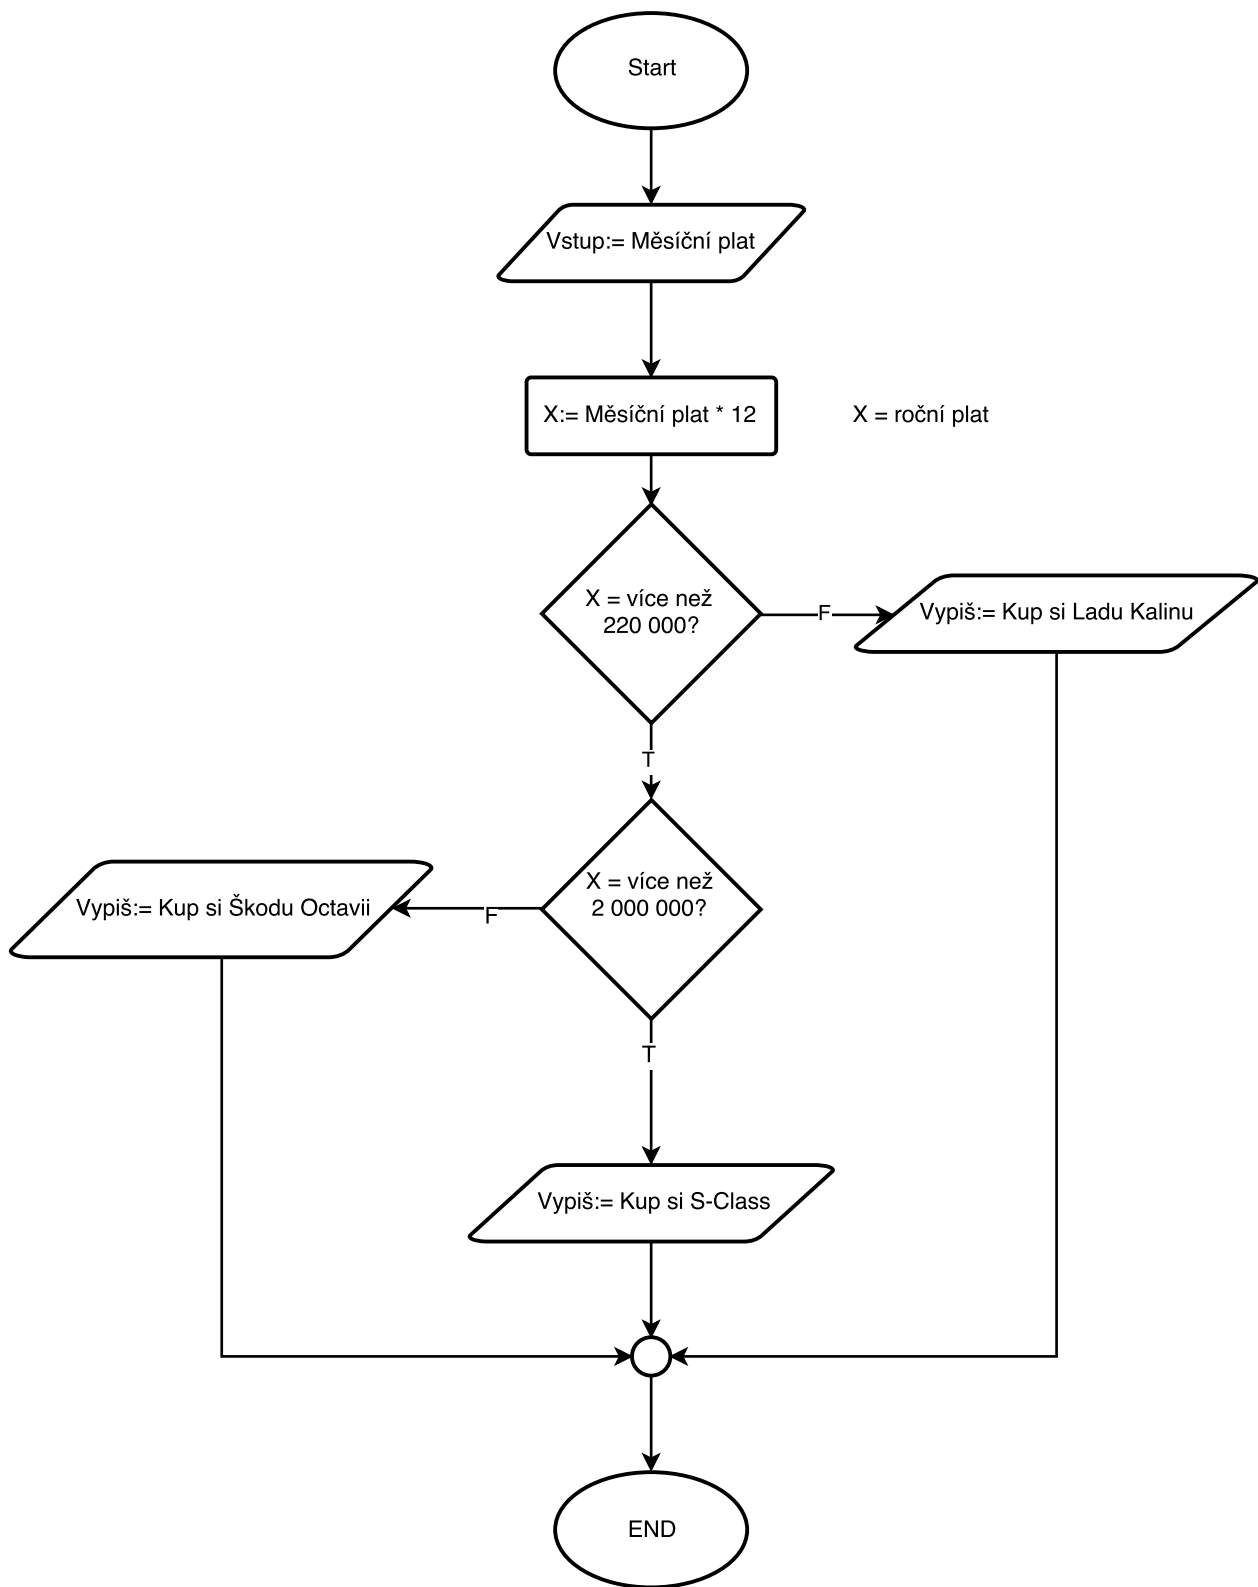 Start
Vstup:= Měsíční plat
X:= Měsíční plat * 12
X = roční plat
X = více než
220 000?
F
Vypiš:= Kup si Ladu Kalinu
T
X = více než
2 000 000?
F
Vypiš:= Kup si Škodu Octavii
T
Vypiš:= Kup si S-Class
END